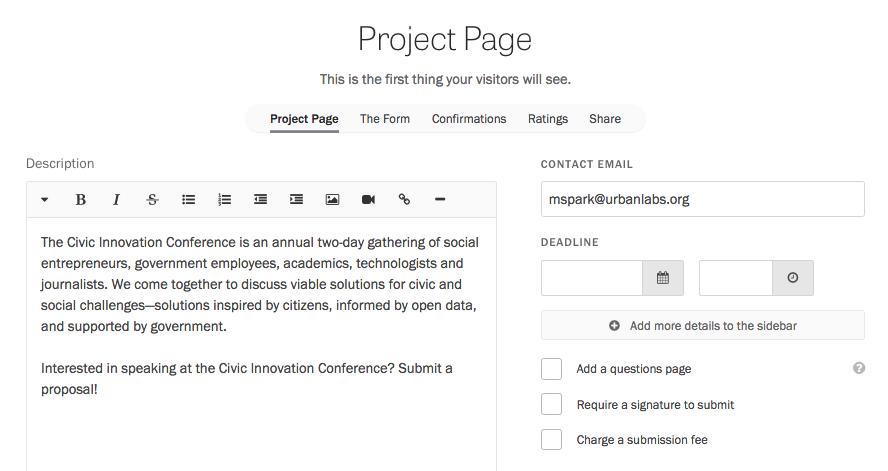 Project Page
This is the first thing your visitors will see.
Project Page The Form Confirmations Ratings Share
Description
B I S
The Civic Innovation Conference is an annual two-day gathering of social
entrepreneurs, government employees, academics, technologists and
journalists. We come together to discuss viable solutions for civic and
social challenges—solutions inspired by citizens, informed by open data,
and supported by government.
Interested in speaking at the Civic Innovation Conference? Submit a
proposal!
CONTACT EMAIL
mspark@urbanlabs.org
DEADLINE
Add more details to the sidebar
Add a questions page ?
Require a signature to submit
Charge a submission fee